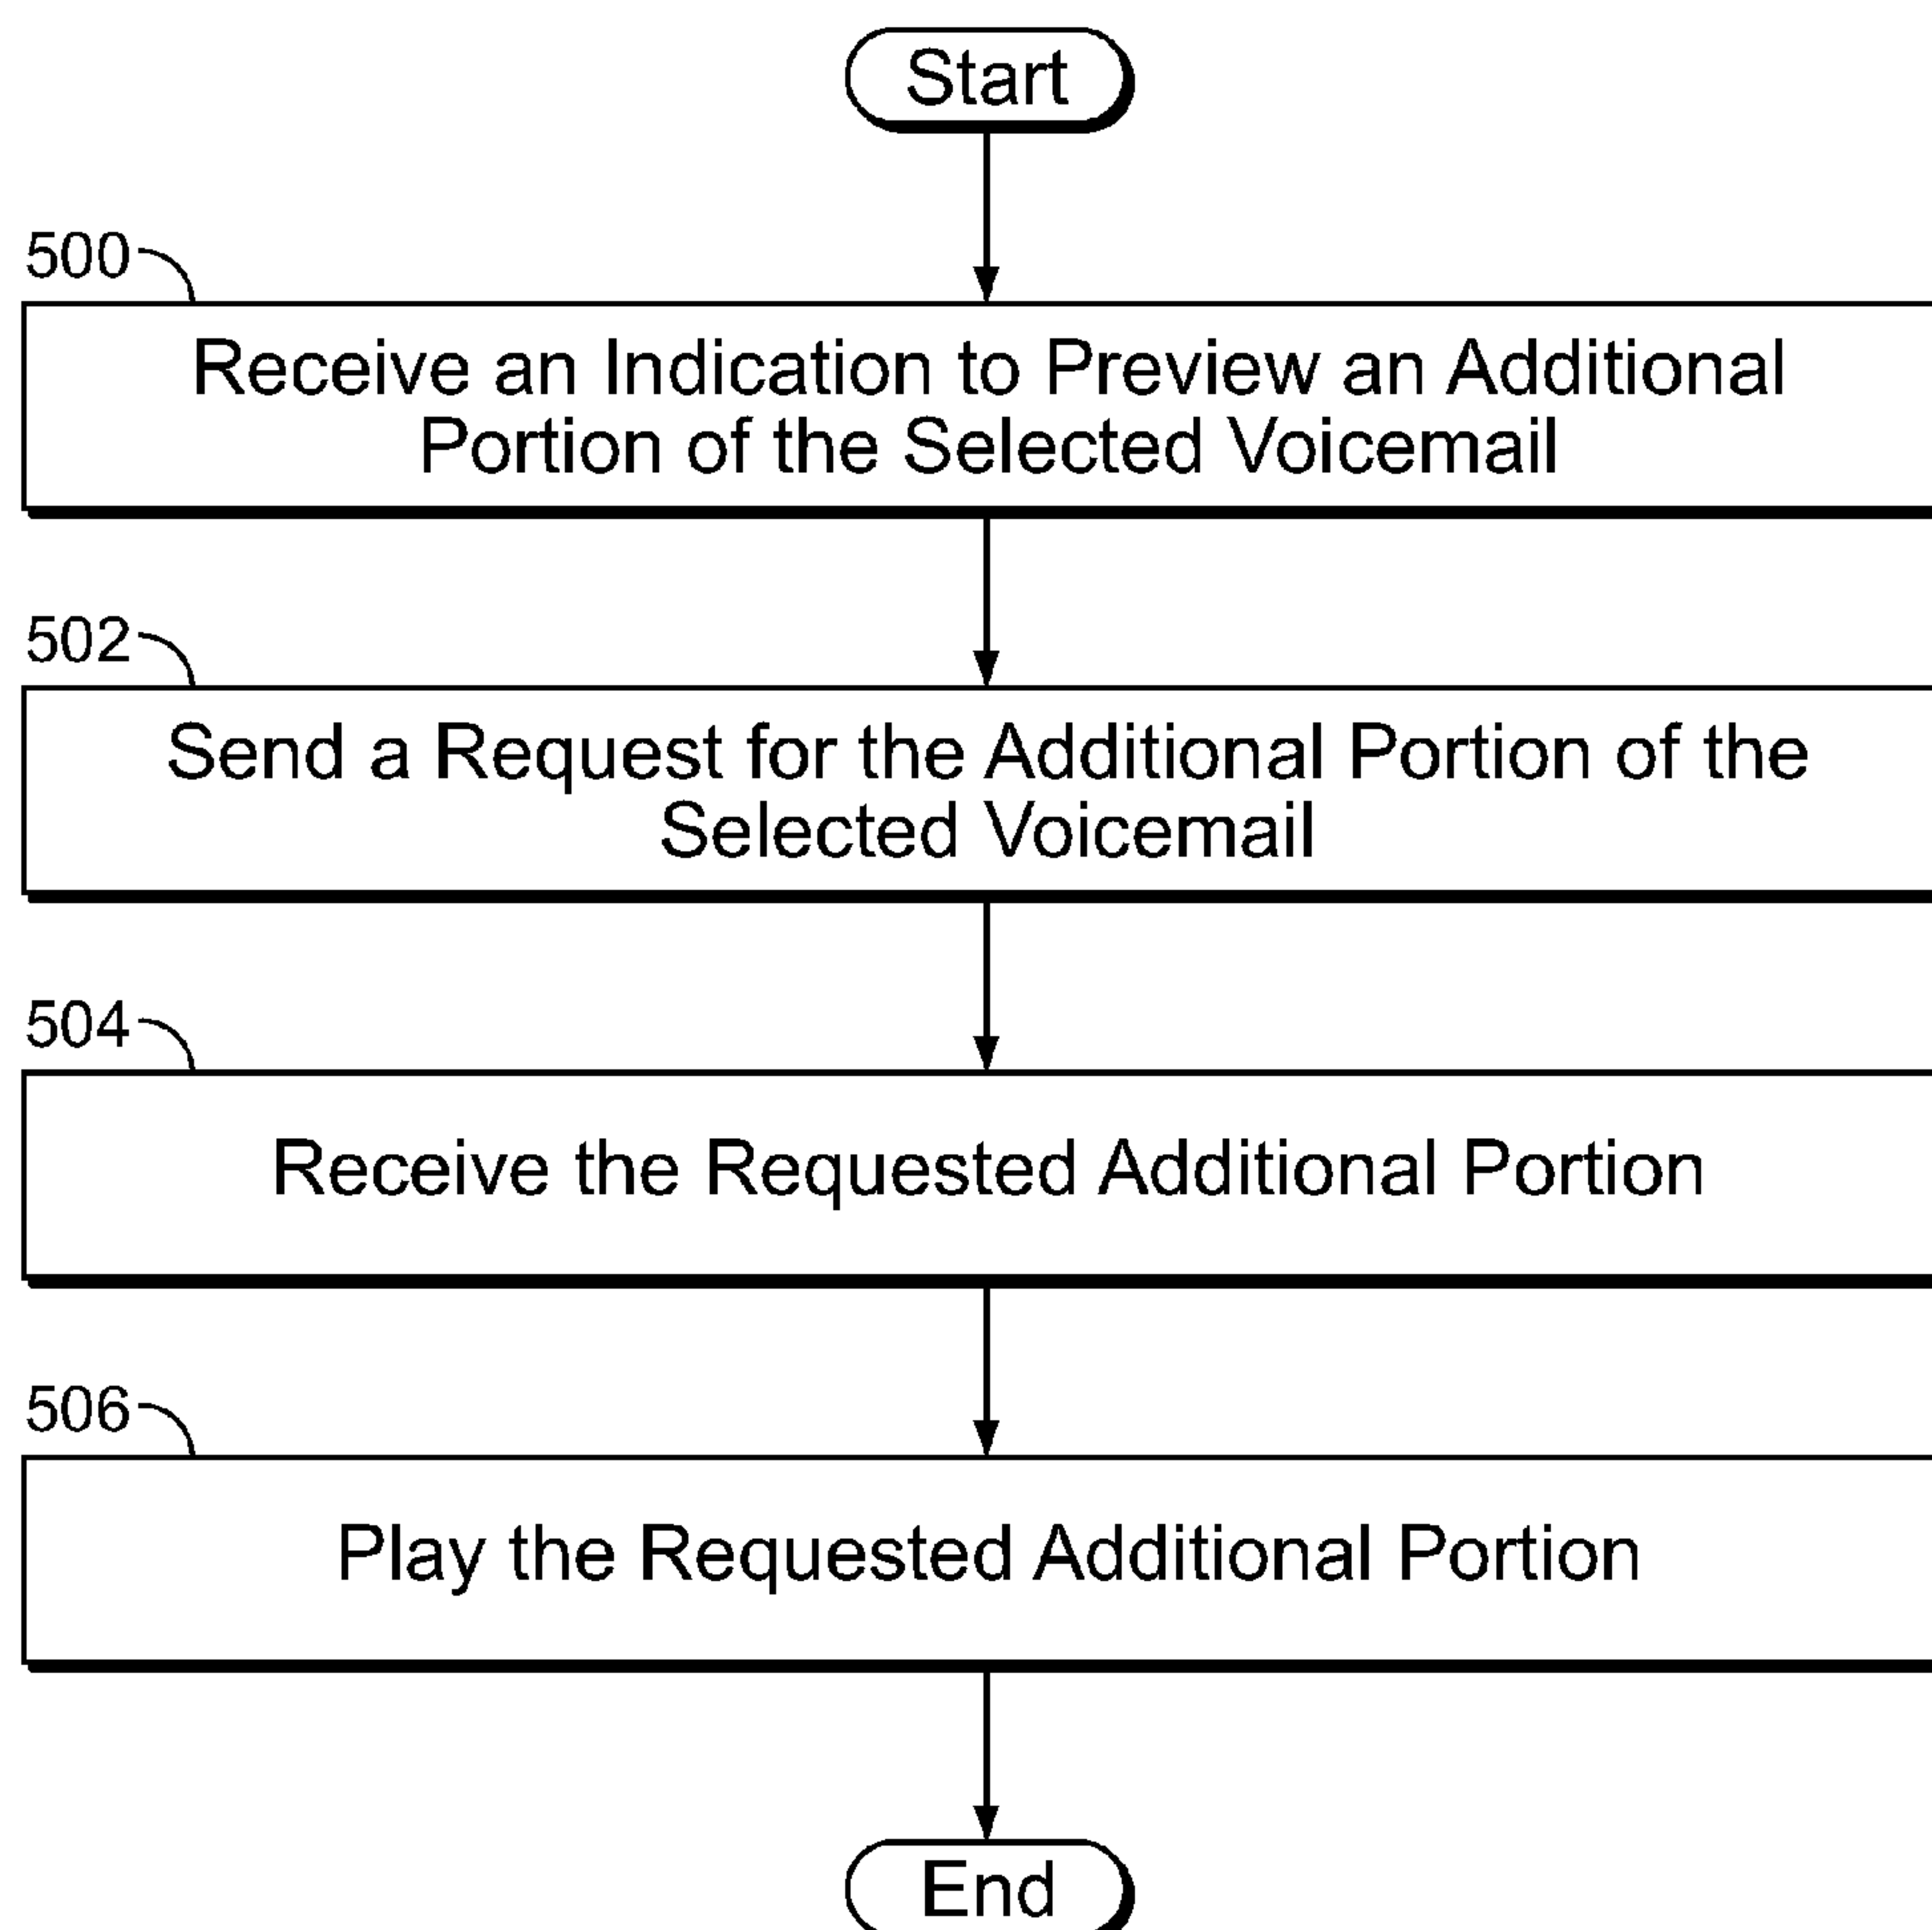 Start
500
Receive an Indication to Preview an Additional
Portion of the Selected Voicemail
502
Send a Request for the Additional Portion of the
Selected Voicemail
504
Receive the Requested Additional Portion
506
Play the Requested Additional Portion
End